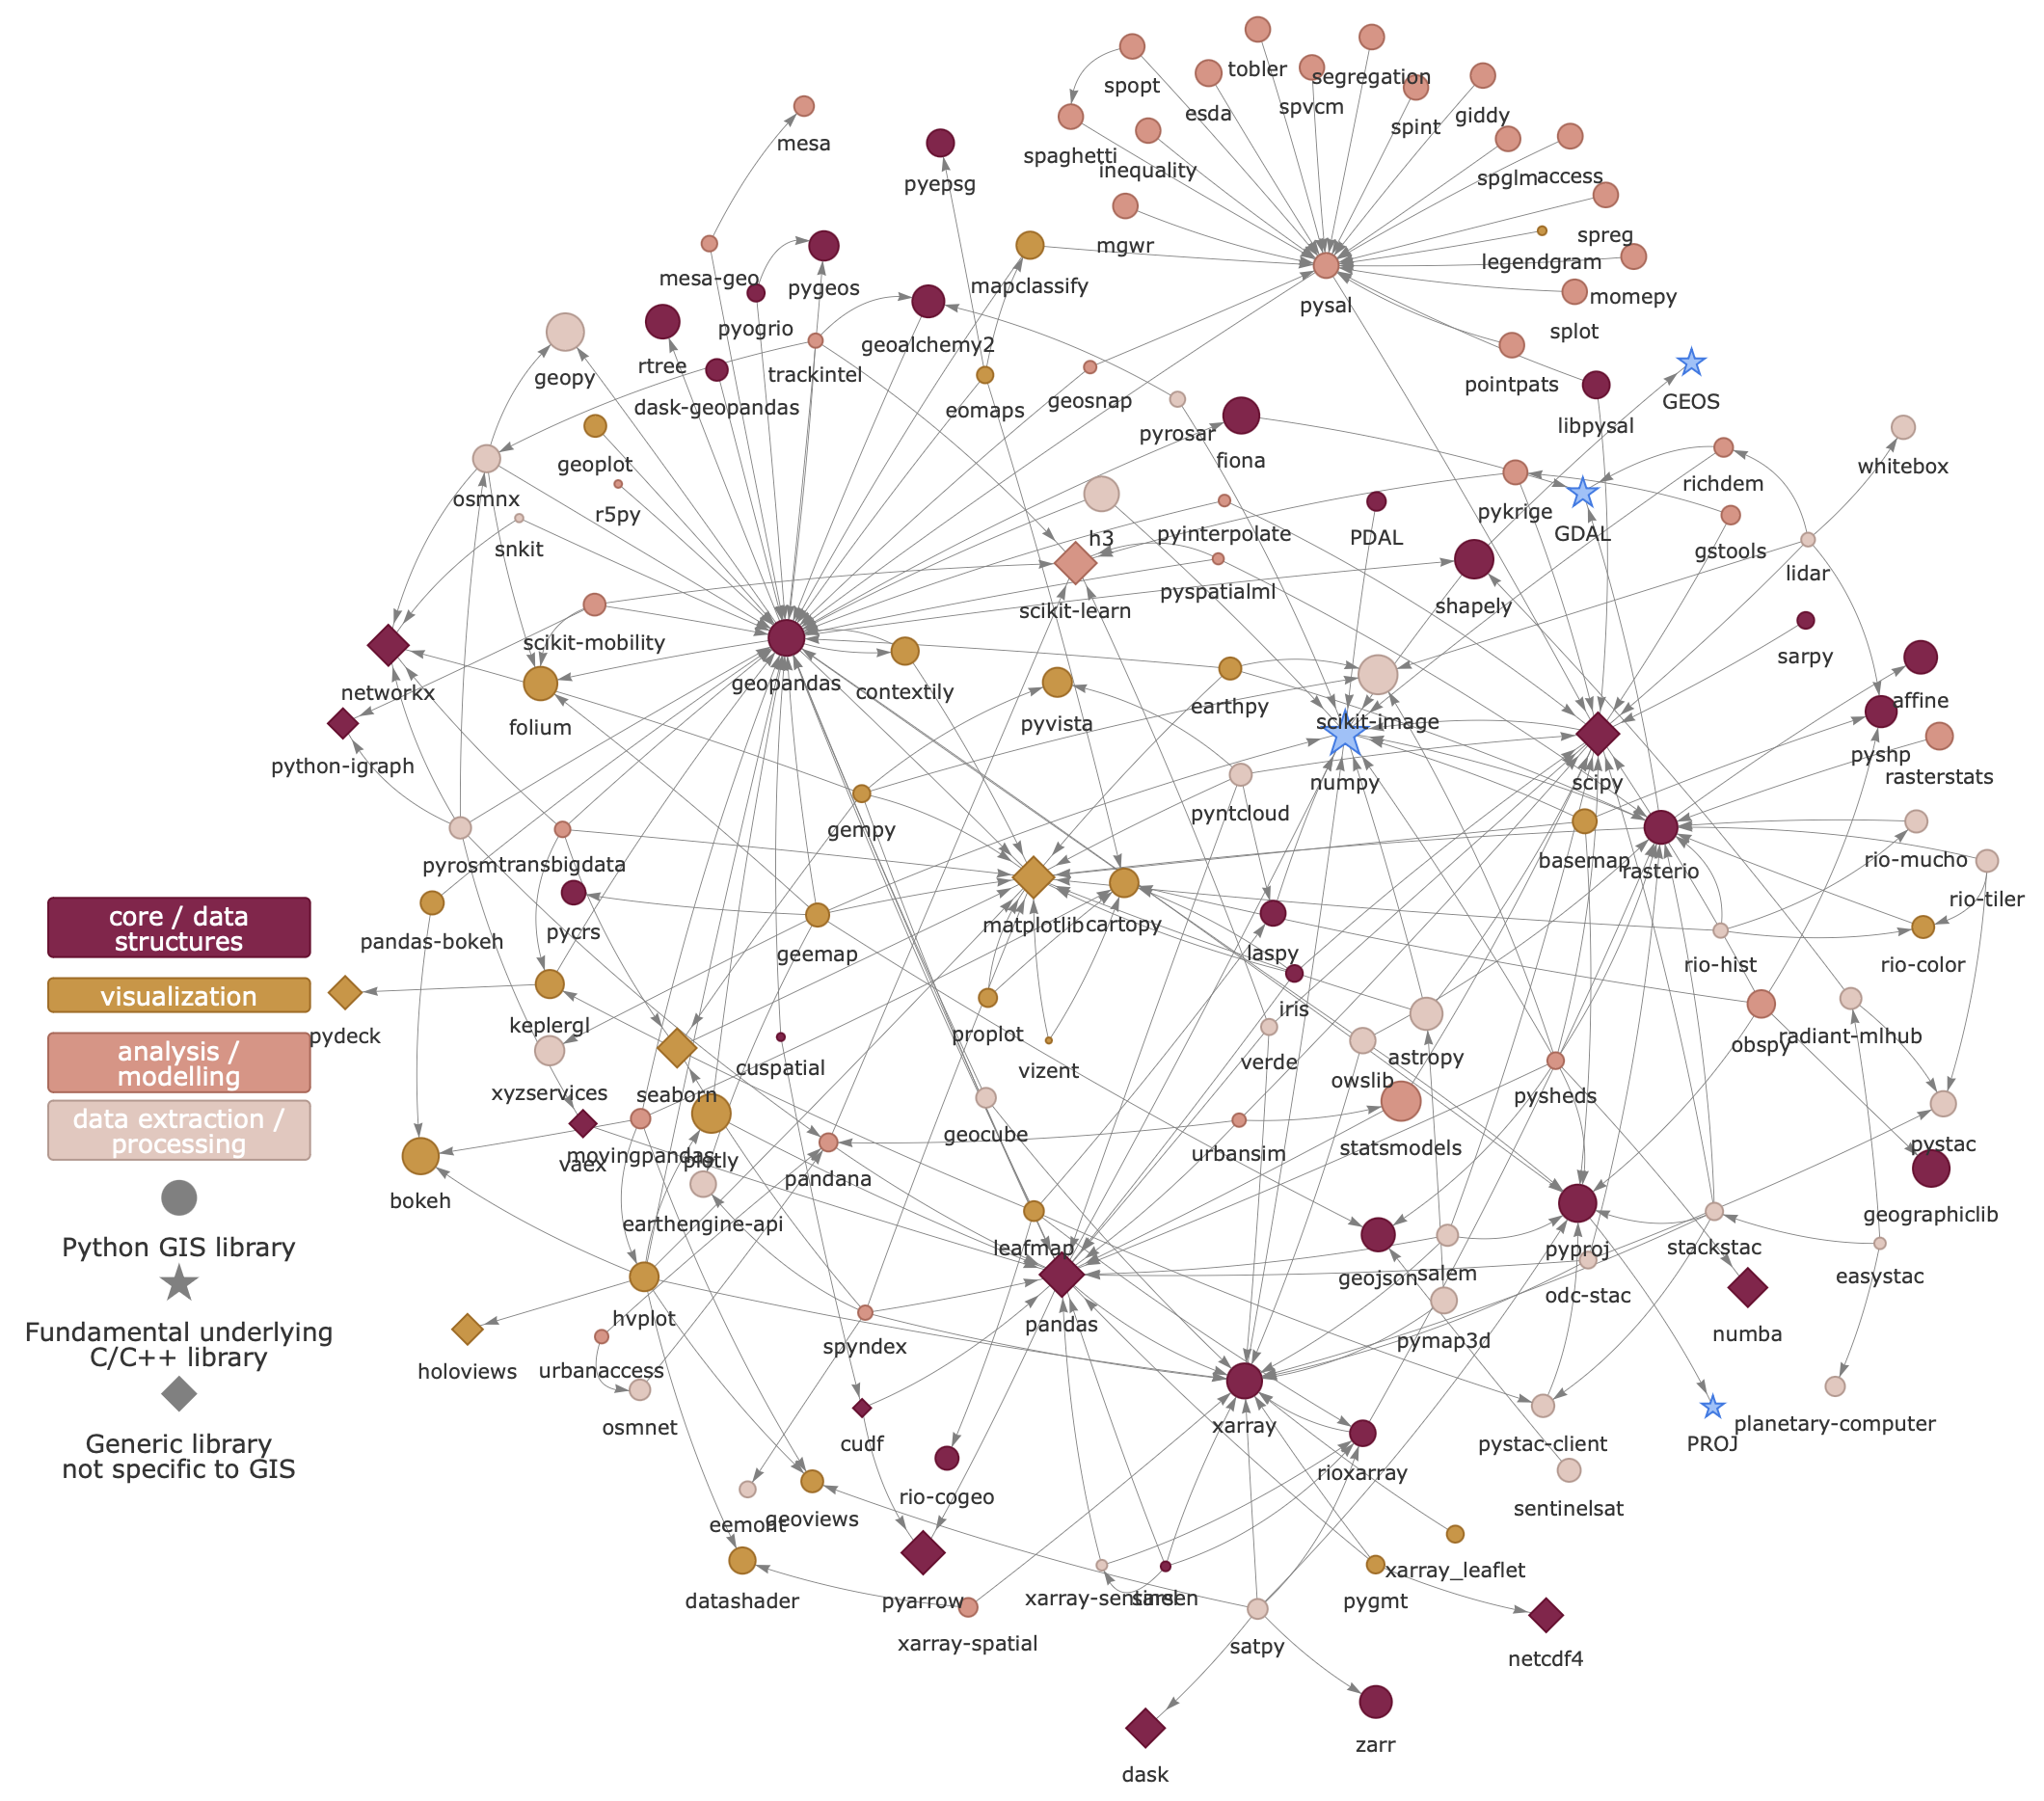 spopt
tobler
segregation
esda
spvcm
mesa
spint
giddy
spaghetti
inequality
pyepsg
spglm
access
mgwr
spreg
legendgram
mesa-geo
pygeos
mapclassify
momepy
pysal
pyogrio
splot
geoalchemy2
rtree
geopy
trackintel
pointpats
dask-geopandas
geosnap
eomaps
GEOS
libpysal
pyrosar
fiona
geoplot
whitebox
richdem
osmnx
r5py
pykrige
GDAL
pyinterpolate
PDAL
h3
snkit
gstools
lidar
pyspatialml
shapely
scikit-learn
scikit-mobility
sarpy
geopandas
networkx
contextily
affine
earthpy
pyvista
scikit-image
folium
pyshp
python-igraph
numpy
scipy
rasterstats
pyntcloud
gempy
pyrosm
transbigdata
basemap
rasterio
rio-mucho
rio-tiler
core / data
structures
matplotlib
cartopy
pycrs
pandas-bokeh
geemap
laspy
rio-hist
rio-color
visualization
iris
keplergl
proplot
pydeck
obspy
radiant-mlhub
analysis /
modelling
cuspatial
vizent
verde
astropy
owslib
xyzservices
seaborn
pysheds
data extraction /
processing
geocube
statsmodels
pystac
urbansim
vaex
movingpandas
plotly
pandana
bokeh
earthengine-api
geographiclib
Python GIS library
leafmap
pyproj
stackstac
geojson
salem
easystac
odc-stac
hvplot
pandas
Fundamental underlying
C/C++ library
numba
pymap3d
spyndex
holoviews
urbanaccess
osmnet
xarray
planetary-computer
cudf
pystac-client
PROJ
Generic library
not specific to GIS
rioxarray
rio-cogeo
sentinelsat
eemont
geoviews
xarray_leaflet
datashader
pyarrow
xarray-sentinel
pygmt
xarray-spatial
satpy
netcdf4
zarr
dask